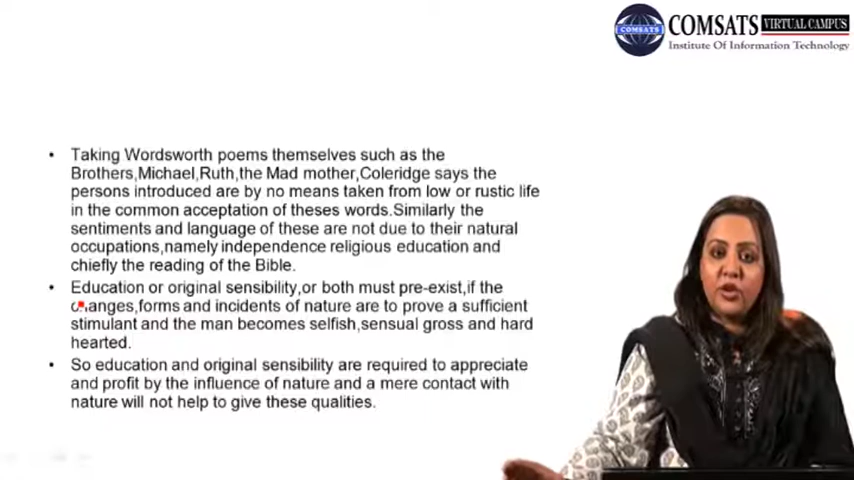 COMSATS VIRTUAL CAMPUS
COMSATS Institute Of Information Technology
• Taking Wordsworth poems themselves such as the
Brothers,Michael,Ruth,the Mad mother,Coleridge says the
persons introduced are by no means taken from low or rustic life
in the common acceptation of theses words.Similarly the
sentiments and language of these are not due to their natural
occupations,namely independence religious education and
chiefly the reading of the Bible.
• Education or original sensibility,or both must pre-exist,if the
changes,forms and incidents of nature are to prove a sufficient
stimulant and the man becomes selfish,sensual gross and hard
hearted.
• So education and original sensibility are required to appreciate
and profit by the influence of nature and a mere contact with
nature will not help to give these qualities.